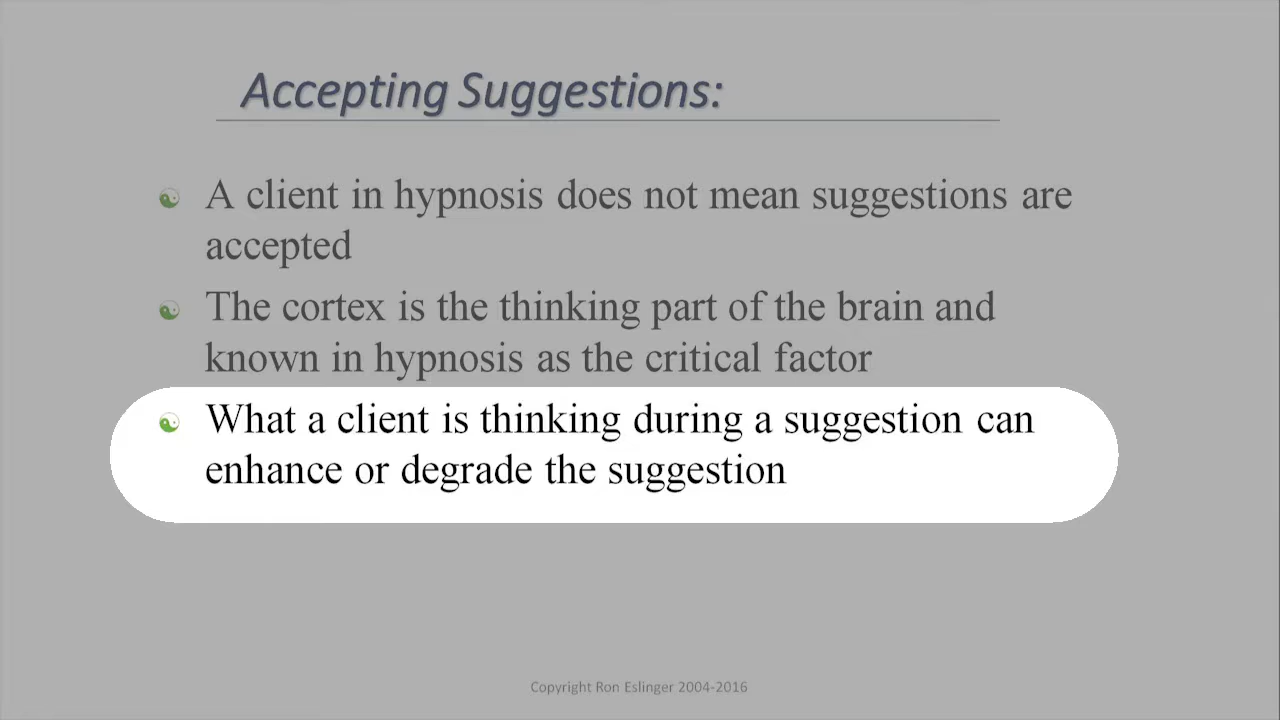 Accepting Suggestions:
A client in hypnosis does not mean suggestions are
accepted
The cortex is the thinking part of the brain and
known in hypnosis as the critical factor
What a client is thinking during a suggestion can
enhance or degrade the suggestion
Copyright Ron Eslinger 2004-2016